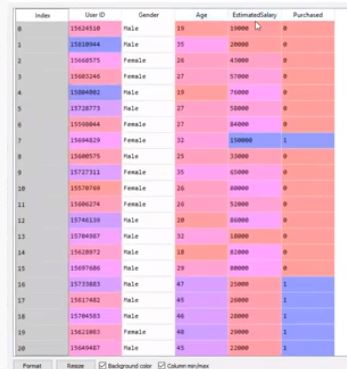 Index User ID Gender Age EstimatedSalary Purchased
0 15624510 Male 19 19000 0
1 15810944 Male 35 20000 0
2 15668575 Female 26 43000 0
3 15603246 Female 27 57000 0
4 15804002 Male 19 76000 0
5 15728773 Male 27 58000 0
6 15598044 Female 27 84000 0
7 15694829 Female 32 150000 1
8 15600575 Male 25 33000 0
9 15727311 Female 35 65000 0
10 15570769 Female 26 80000 0
11 15606274 Female 26 52000 0
12 15746139 Male 20 86000 0
13 15704987 Male 32 18000 0
14 15628972 Male 18 82000 0
15 15697686 Male 29 80000 0
16 15733883 Male 47 25000 1
17 15617482 Male 45 26000 1
18 15704583 Male 46 28000 1
19 15621083 Female 48 29000 1
20 15649487 Male 45 22000 1
Format Resize Background color Column min/max